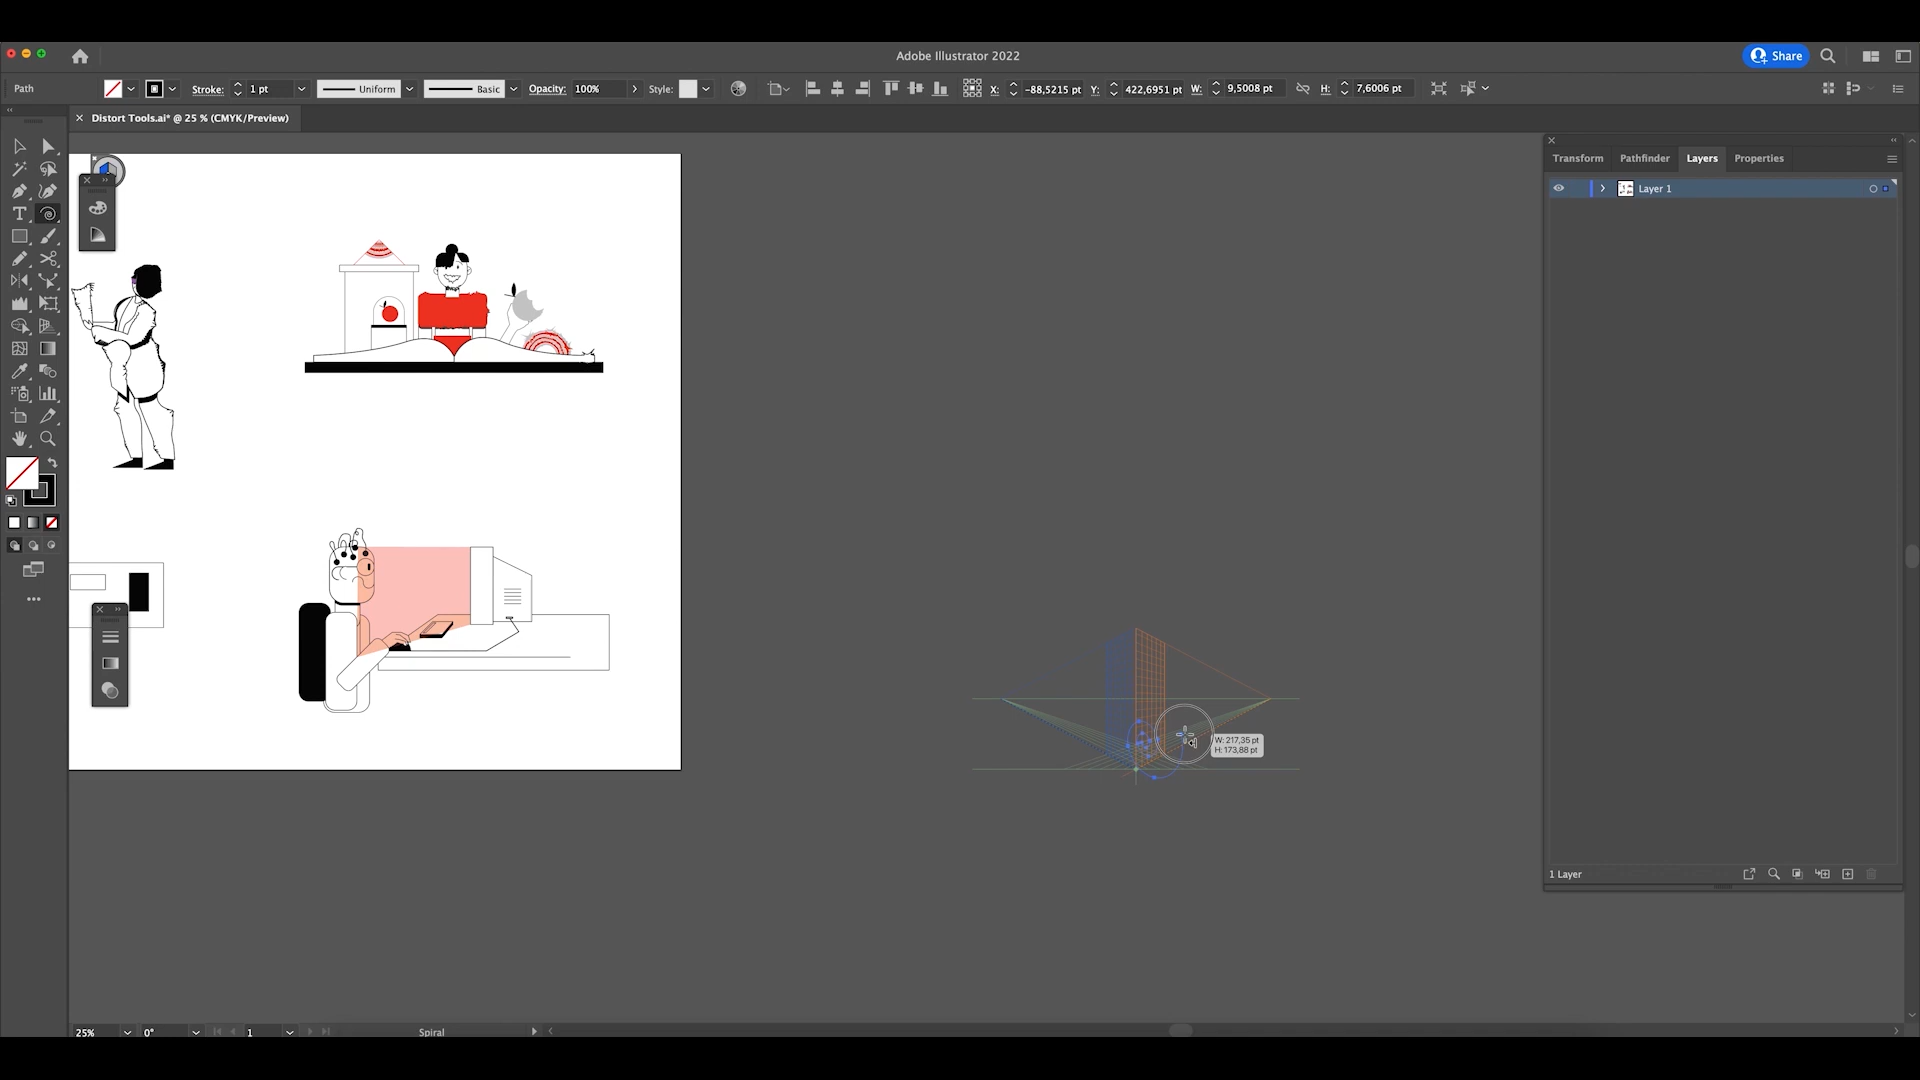 Adobe Illustrator 2022
Share
Path
Stroke: 1 pt
Uniform
Basic
Opacity: 100%
Style:
X: -88,5215 pt
Y: 422,6951 pt
W: 9,5008 pt
H: 7,6006 pt
Distort Tools.ai* @ 25 % (CMYK/Preview)
Transform
Pathfinder
Layers
Properties
Layer 1
W: 217,35 pt
H: 173,88 pt
1 Layer
25%
0°
1
Spiral